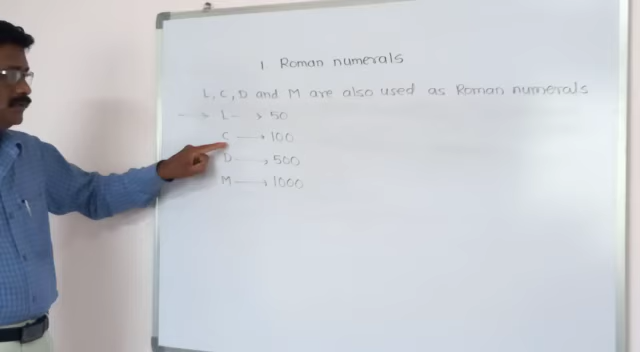 1 Roman numerals
L, C, D and M are also used as Roman numerals
→ L → 50
C → 100
D → 500
M → 1000